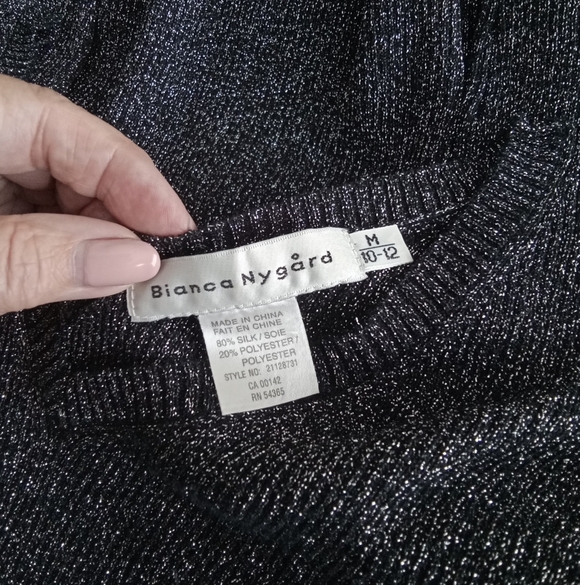 Bianca Nygård
M
10-12
MADE IN CHINA
FAIT EN CHINE
80% SILK / SOIE
20% POLYESTER /
POLYESTER
STYLE NO: 21128731
CA 00142
RN 54365